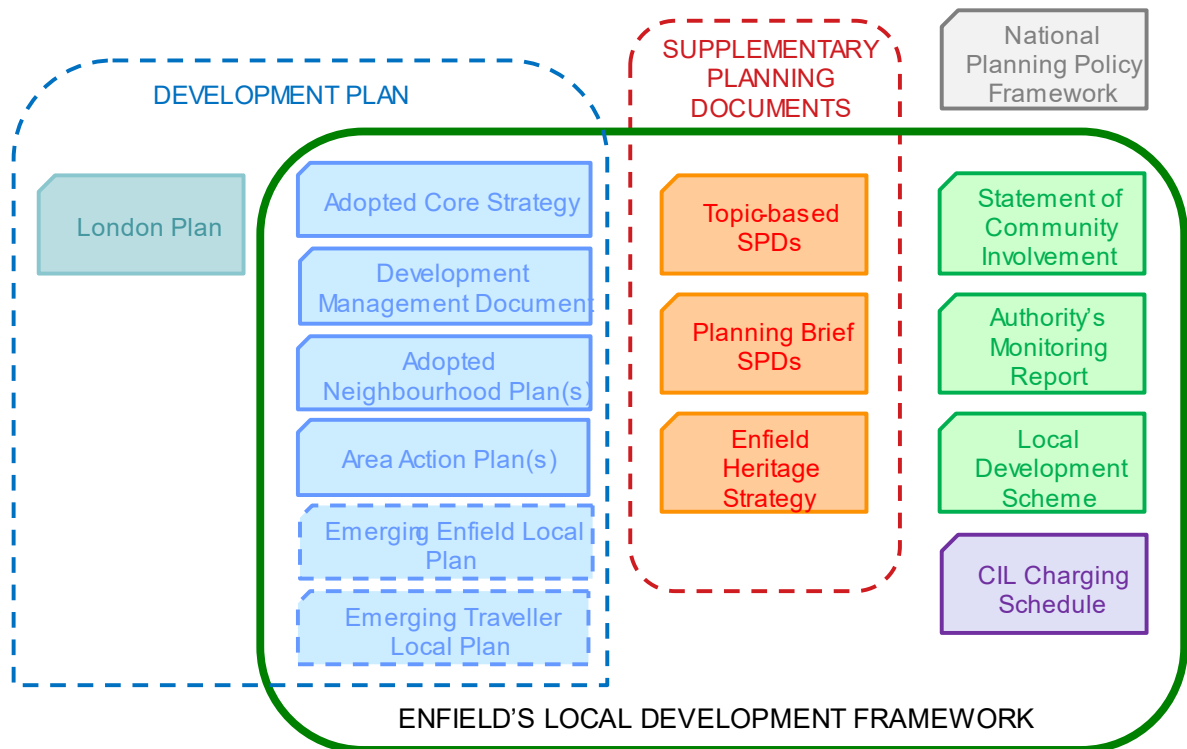 DEVELOPMENT PLAN
London Plan
Adopted Core Strategy
Development
Management Document
Adopted
Neighbourhood Plan(s)
Area Action Plan(s)
Emerging Enfield Local
Plan
Emerging Traveller
Local Plan
SUPPLEMENTARY
PLANNING
DOCUMENTS
Topic-based
SPDs
Planning Brief
SPDs
Enfield
Heritage
Strategy
National
Planning Policy
Framework
Statement of
Community
Involvement
Authority's
Monitoring
Report
Local
Development
Scheme
CIL Charging
Schedule
ENFIELD'S LOCAL DEVELOPMENT FRAMEWORK